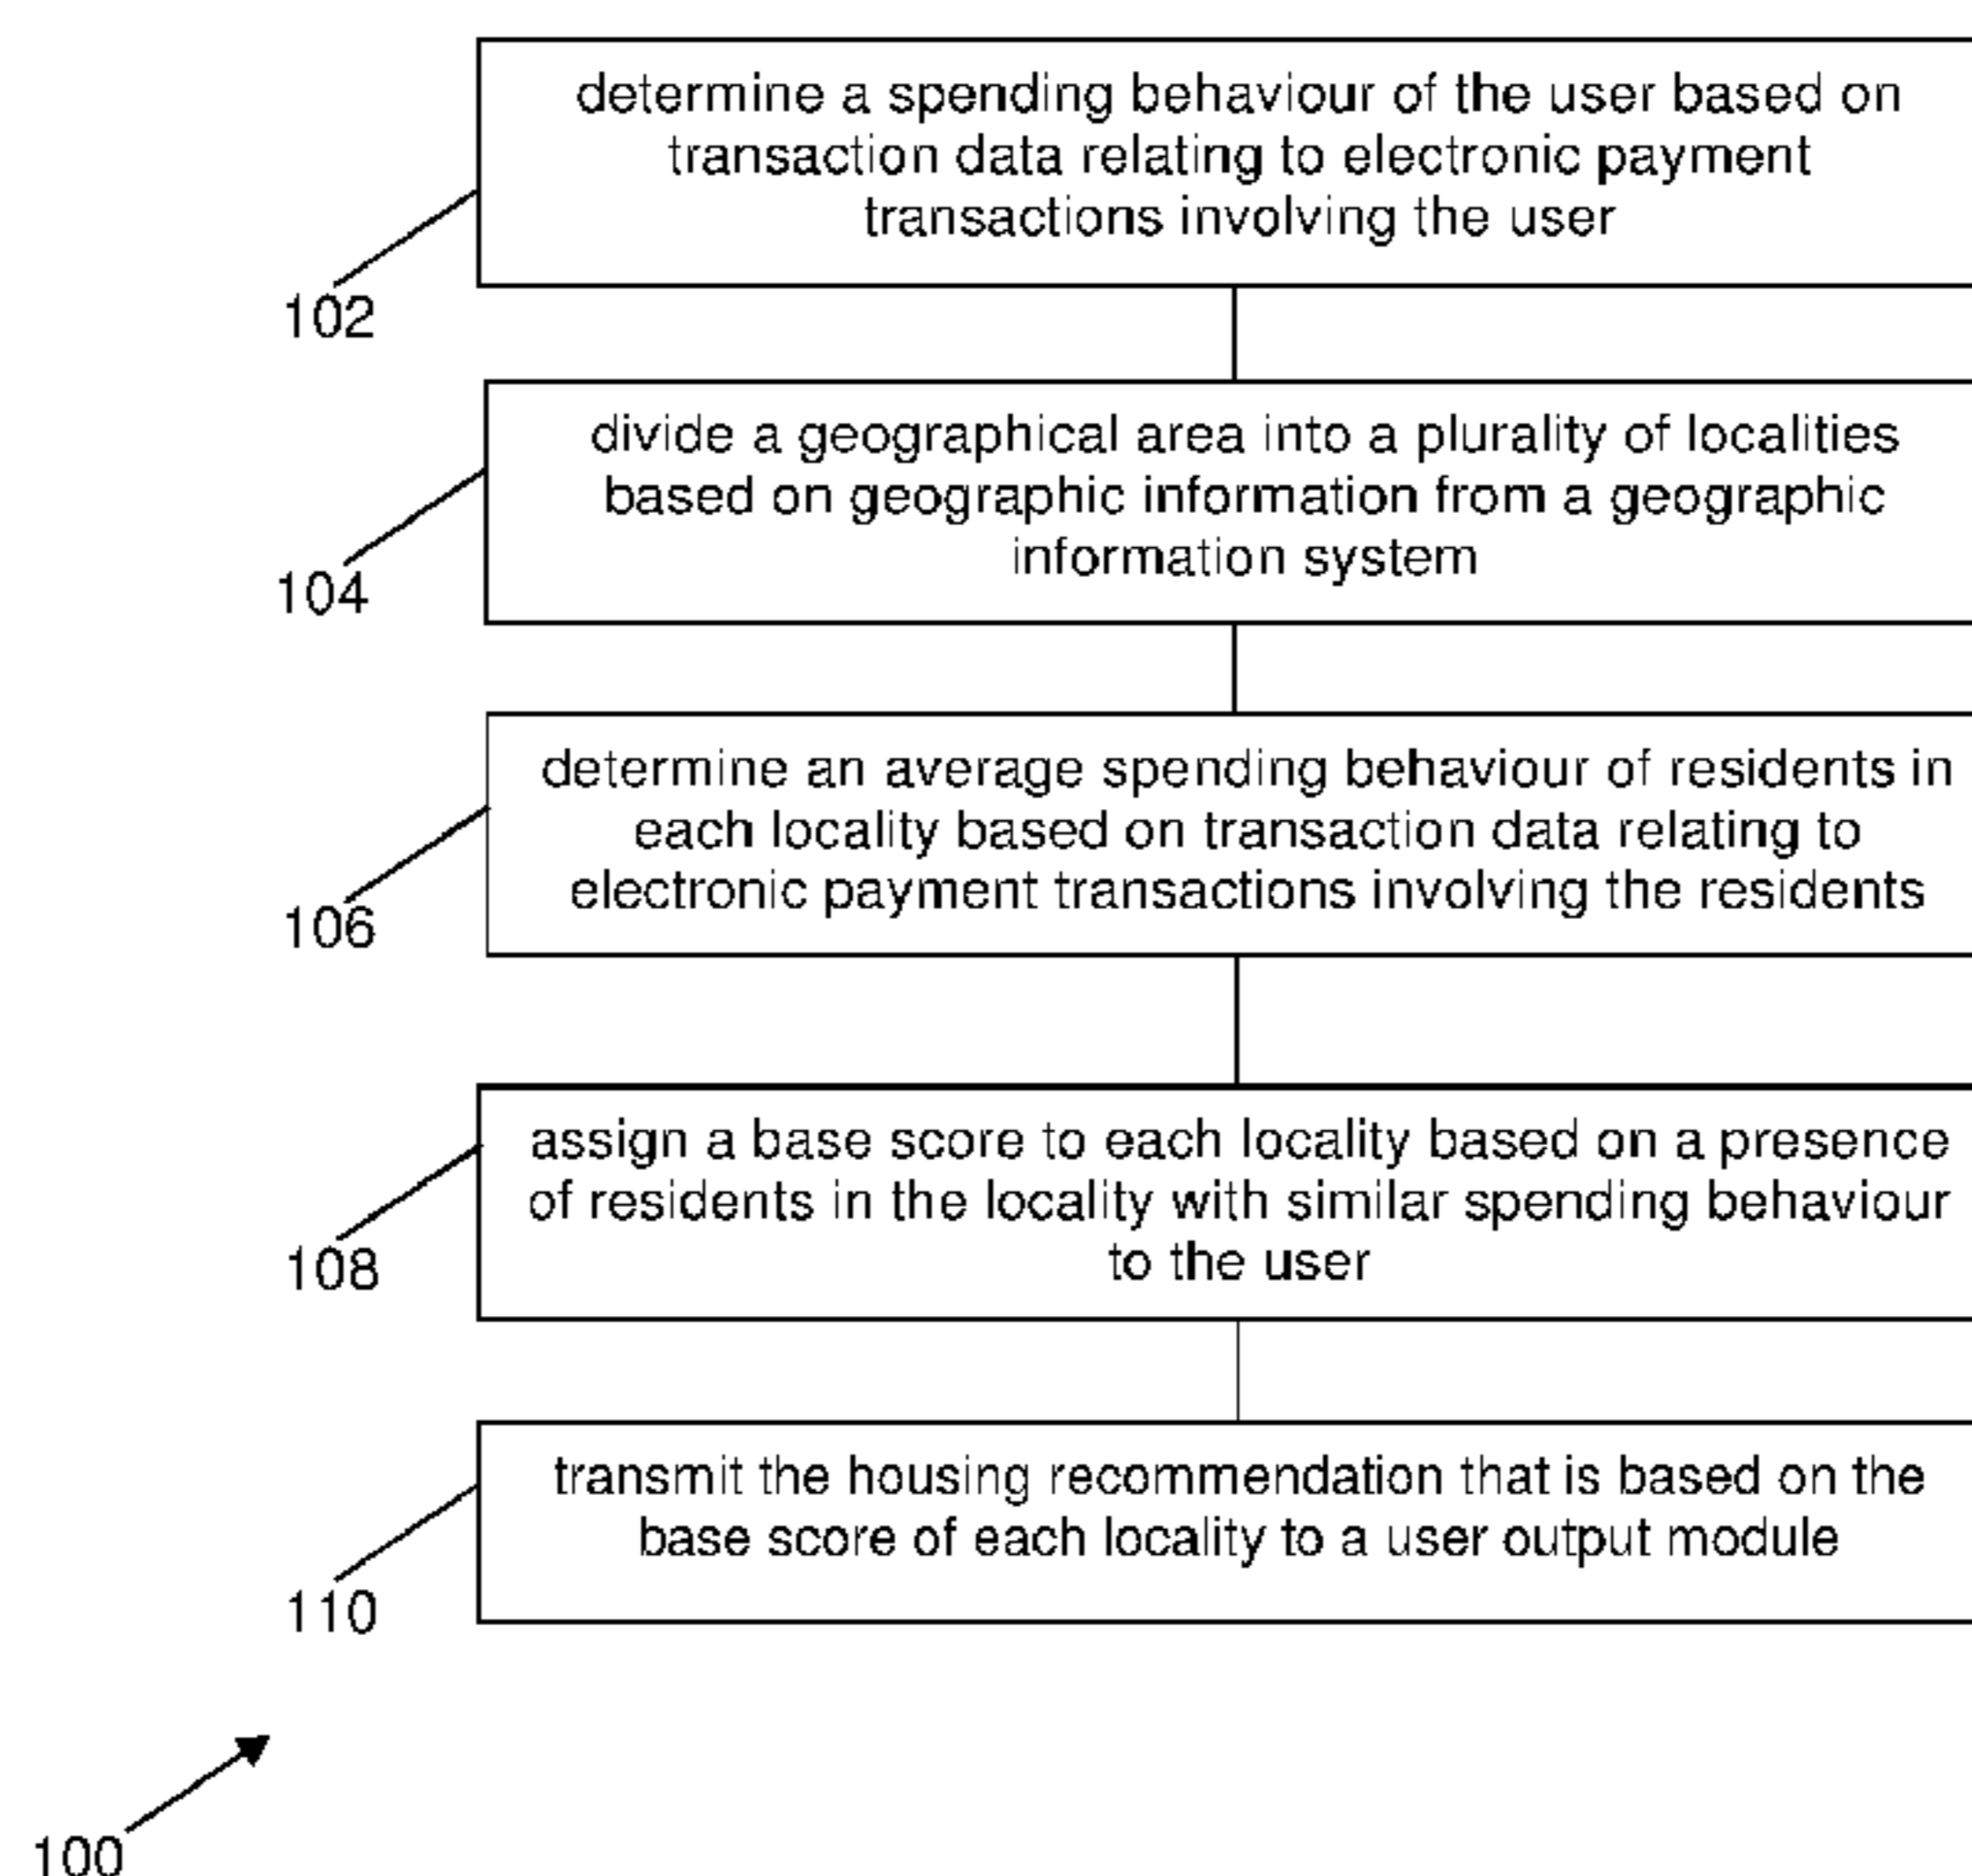 determine a spending behaviour of the user based on
transaction data relating to electronic payment
transactions involving the user
102
divide a geographical area into a plurality of localities
based on geographic information from a geographic
information system
104
determine an average spending behaviour of residents in
each locality based on transaction data relating to
electronic payment transactions involving the residents
106
assign a base score to each locality based on a presence
of residents in the locality with similar spending behaviour
to the user
108
transmit the housing recommendation that is based on the
base score of each locality to a user output module
110
100